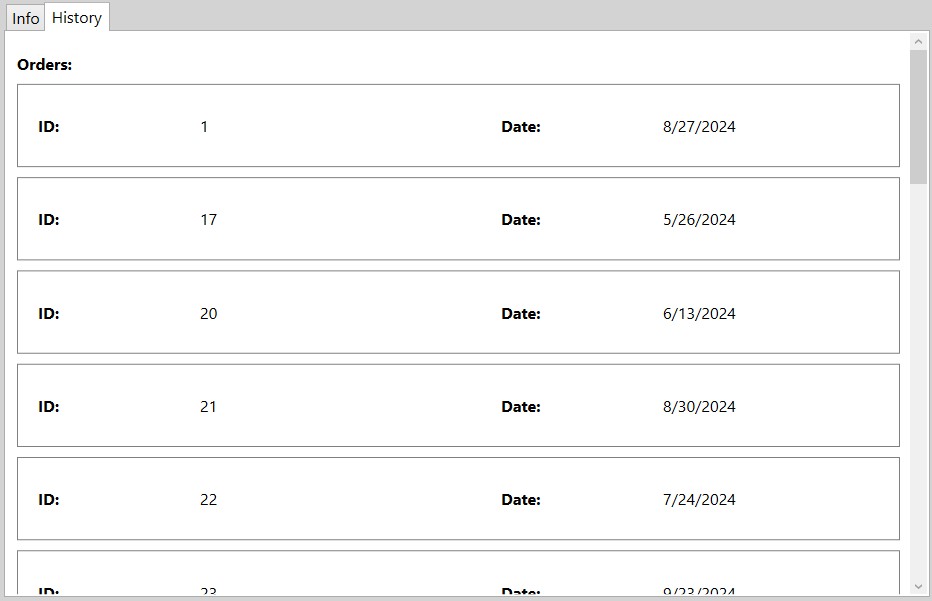 Info History
Orders:
ID: 1 Date: 8/27/2024
ID: 17 Date: 5/26/2024
ID: 20 Date: 6/13/2024
ID: 21 Date: 8/30/2024
ID: 22 Date: 7/24/2024
ID: 23 Date: 9/23/2024